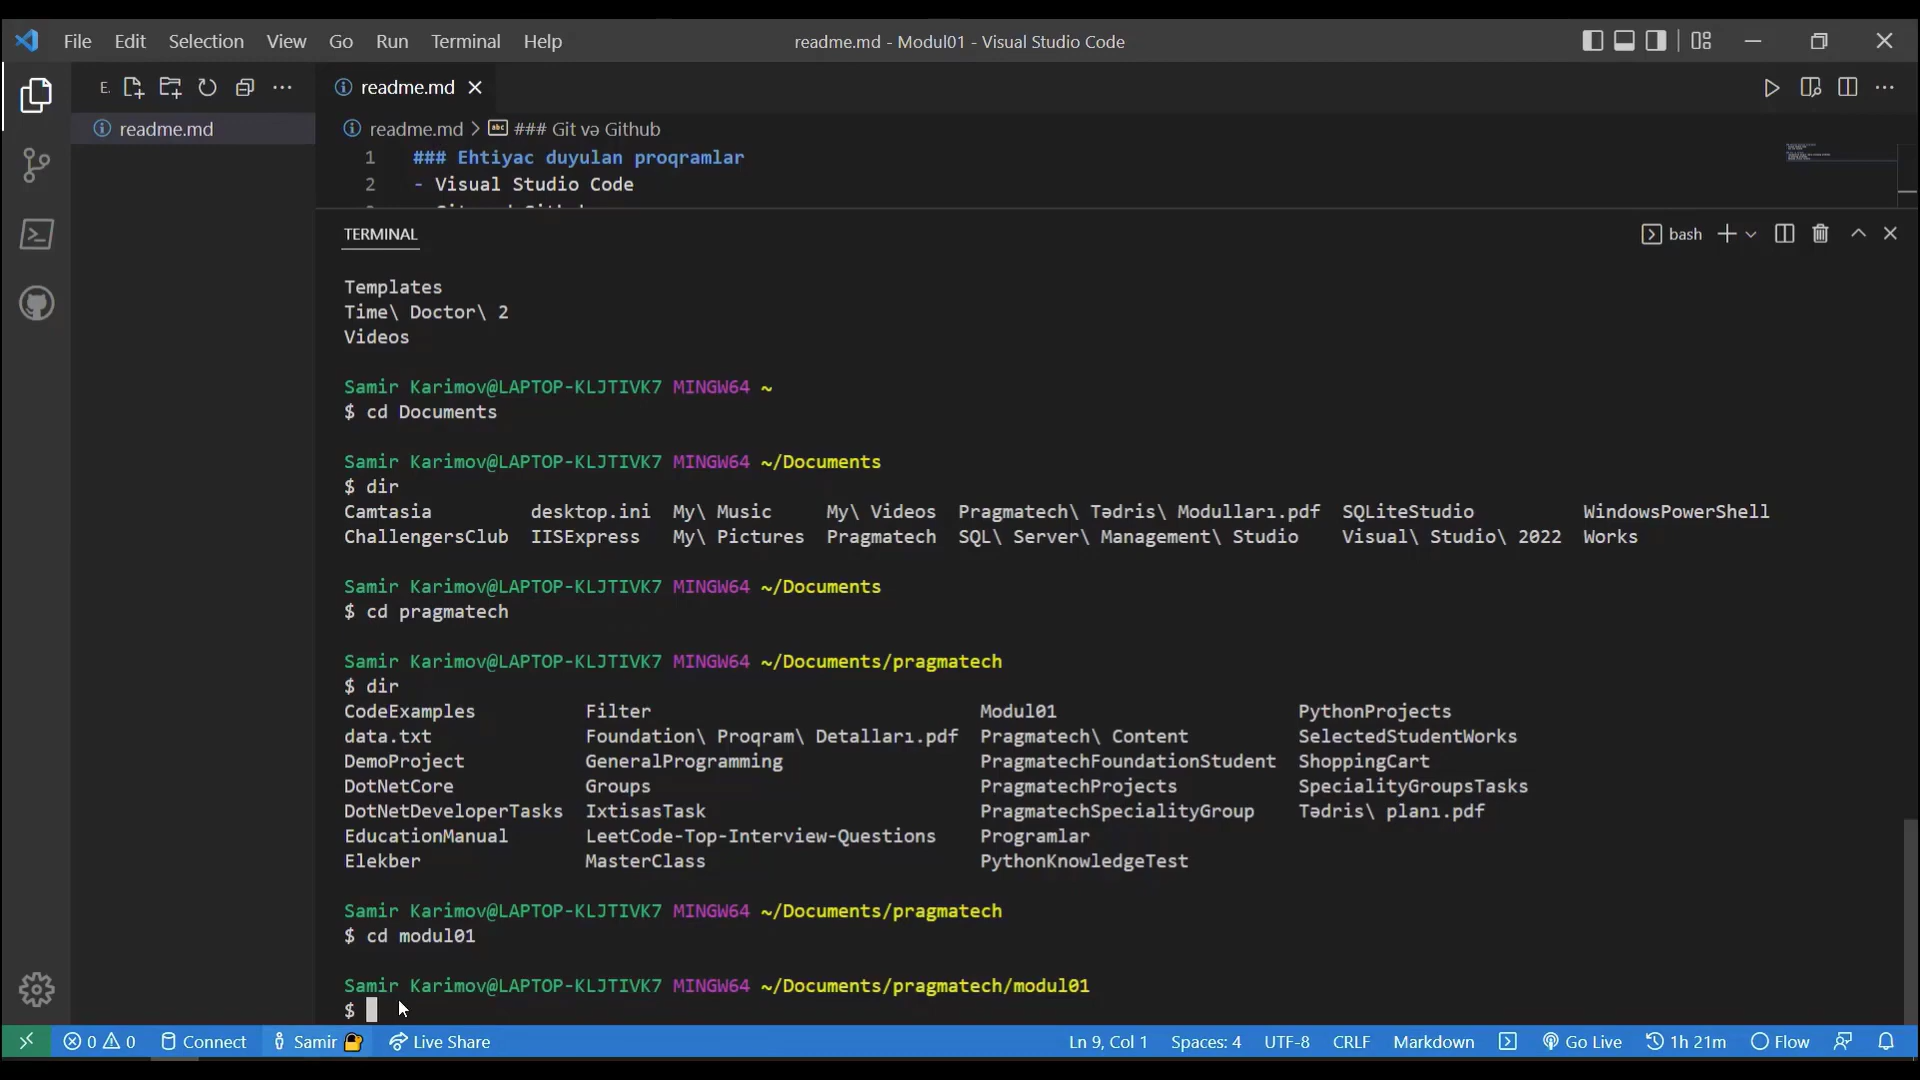 File Edit Selection View Go Run Terminal Help readme.md - Modul01 - Visual Studio Code
E. readme.md
readme.md
readme.md > ### Git və Github
1 ### Ehtiyac duyulan proqramlar
2 - Visual Studio Code
TERMINAL
bash
Templates
Time\ Doctor\ 2
Videos
Samir Karimov@LAPTOP-KLJTIVK7 MINGW64 ~
$ cd Documents
Samir Karimov@LAPTOP-KLJTIVK7 MINGW64 ~/Documents
$ dir
Camtasia desktop.ini My\ Music My\ Videos Pragmatech\ Tədris\ Modulları.pdf SQLiteStudio WindowsPowerShell
ChallengersClub IISExpress My\ Pictures Pragmatech SQL\ Server\ Management\ Studio Visual\ Studio\ 2022 Works
Samir Karimov@LAPTOP-KLJTIVK7 MINGW64 ~/Documents
$ cd pragmatech
Samir Karimov@LAPTOP-KLJTIVK7 MINGW64 ~/Documents/pragmatech
$ dir
CodeExamples Filter Modul01 PythonProjects
data.txt Foundation\ Proqram\ Detalları.pdf Pragmatech\ Content SelectedStudentWorks
DemoProject GeneralProgramming PragmatechFoundationStudent ShoppingCart
DotNetCore Groups PragmatechProjects SpecialityGroupsTasks
DotNetDeveloperTasks IxtisasTask PragmatechSpecialityGroup Tədris\ planı.pdf
EducationManual LeetCode-Top-Interview-Questions Programlar
Elekber MasterClass PythonKnowledgeTest
Samir Karimov@LAPTOP-KLJTIVK7 MINGW64 ~/Documents/pragmatech
$ cd modul01
Samir Karimov@LAPTOP-KLJTIVK7 MINGW64 ~/Documents/pragmatech/modul01
$
0 0 Connect Samir Live Share Ln 9, Col 1 Spaces: 4 UTF-8 CRLF Markdown Go Live 1h 21m Flow